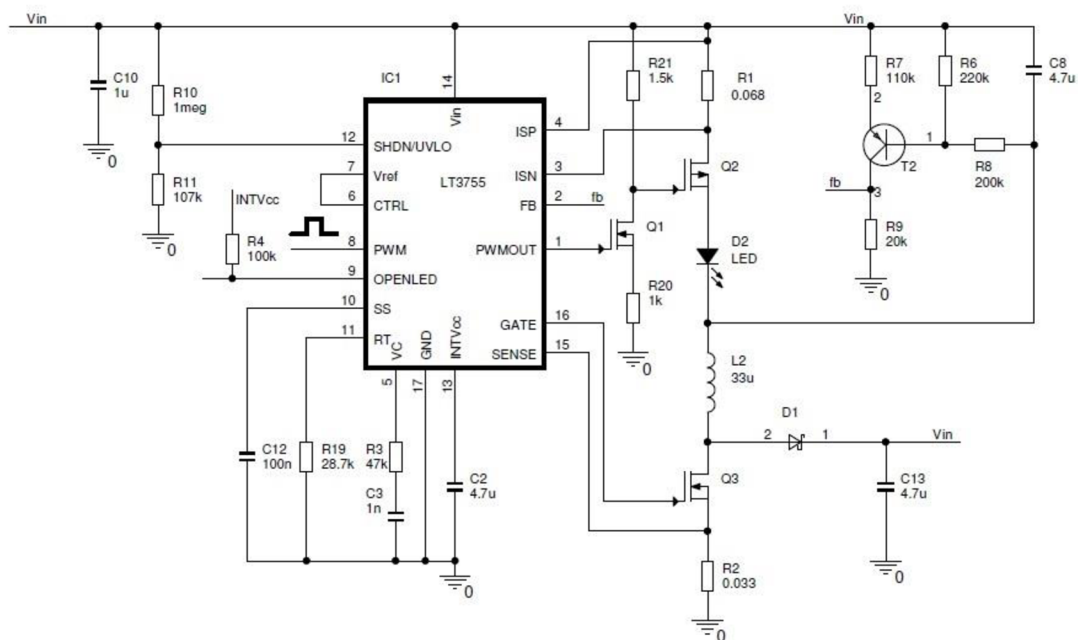 Vin
Vin
C10
1u
0
R10
1meg
R11
107k
0
INTVcc
R4
100k
IC1
14
Vin
LT3755
12
SHDN/UVLO
7
Vref
6
CTRL
8
PWM
9
OPENLED
10
SS
11
RT
VC
GND
INTVcc
5
17
13
ISP
4
ISN
3
FB
2
fb
PWMOUT
1
GATE
16
SENSE
15
C12
100n
R19
28.7k
R3
47k
C3
1n
C2
4.7u
0
R21
1.5k
Q1
R20
1k
0
R1
0.068
Q2
D2
LED
L2
33u
D1
2
1
Vin
Q3
C13
4.7u
0
R2
0.033
0
R7
110k
2
R6
220k
C8
4.7u
1
T2
R8
200k
fb
3
R9
20k
0